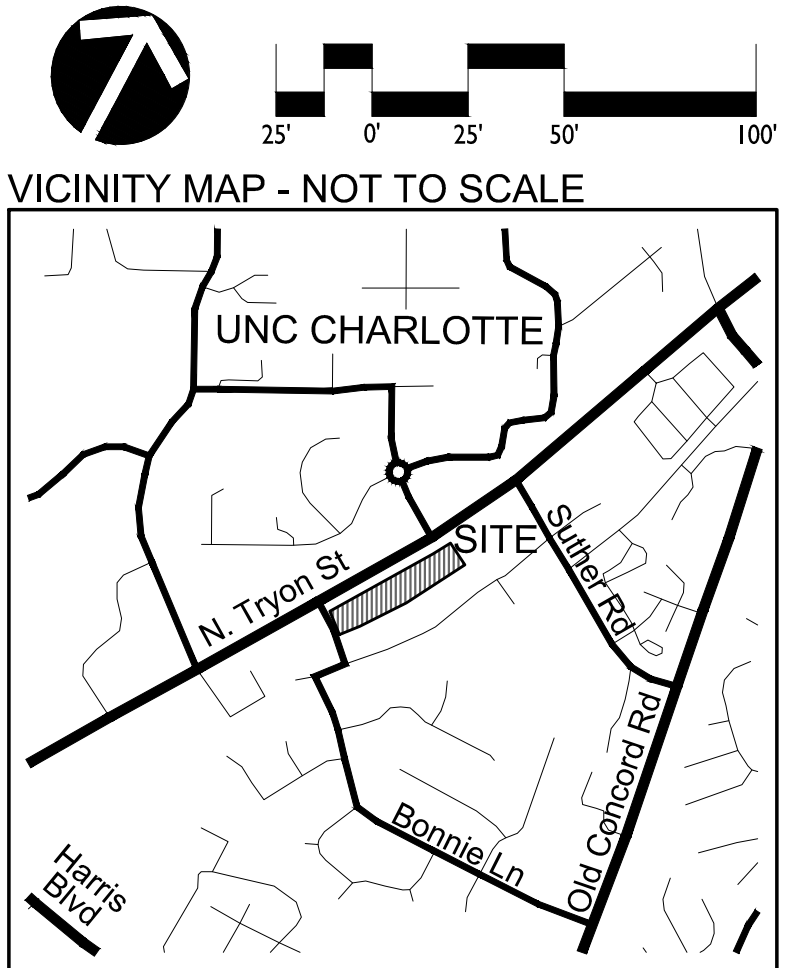 25' 0' 25' 50' 100'
VICINITY MAP - NOT TO SCALE
UNC CHARLOTTE
SITE
Suther Rd
N. Tryon St
Old Concord Rd
Bonnie Ln
Harris
Blvd